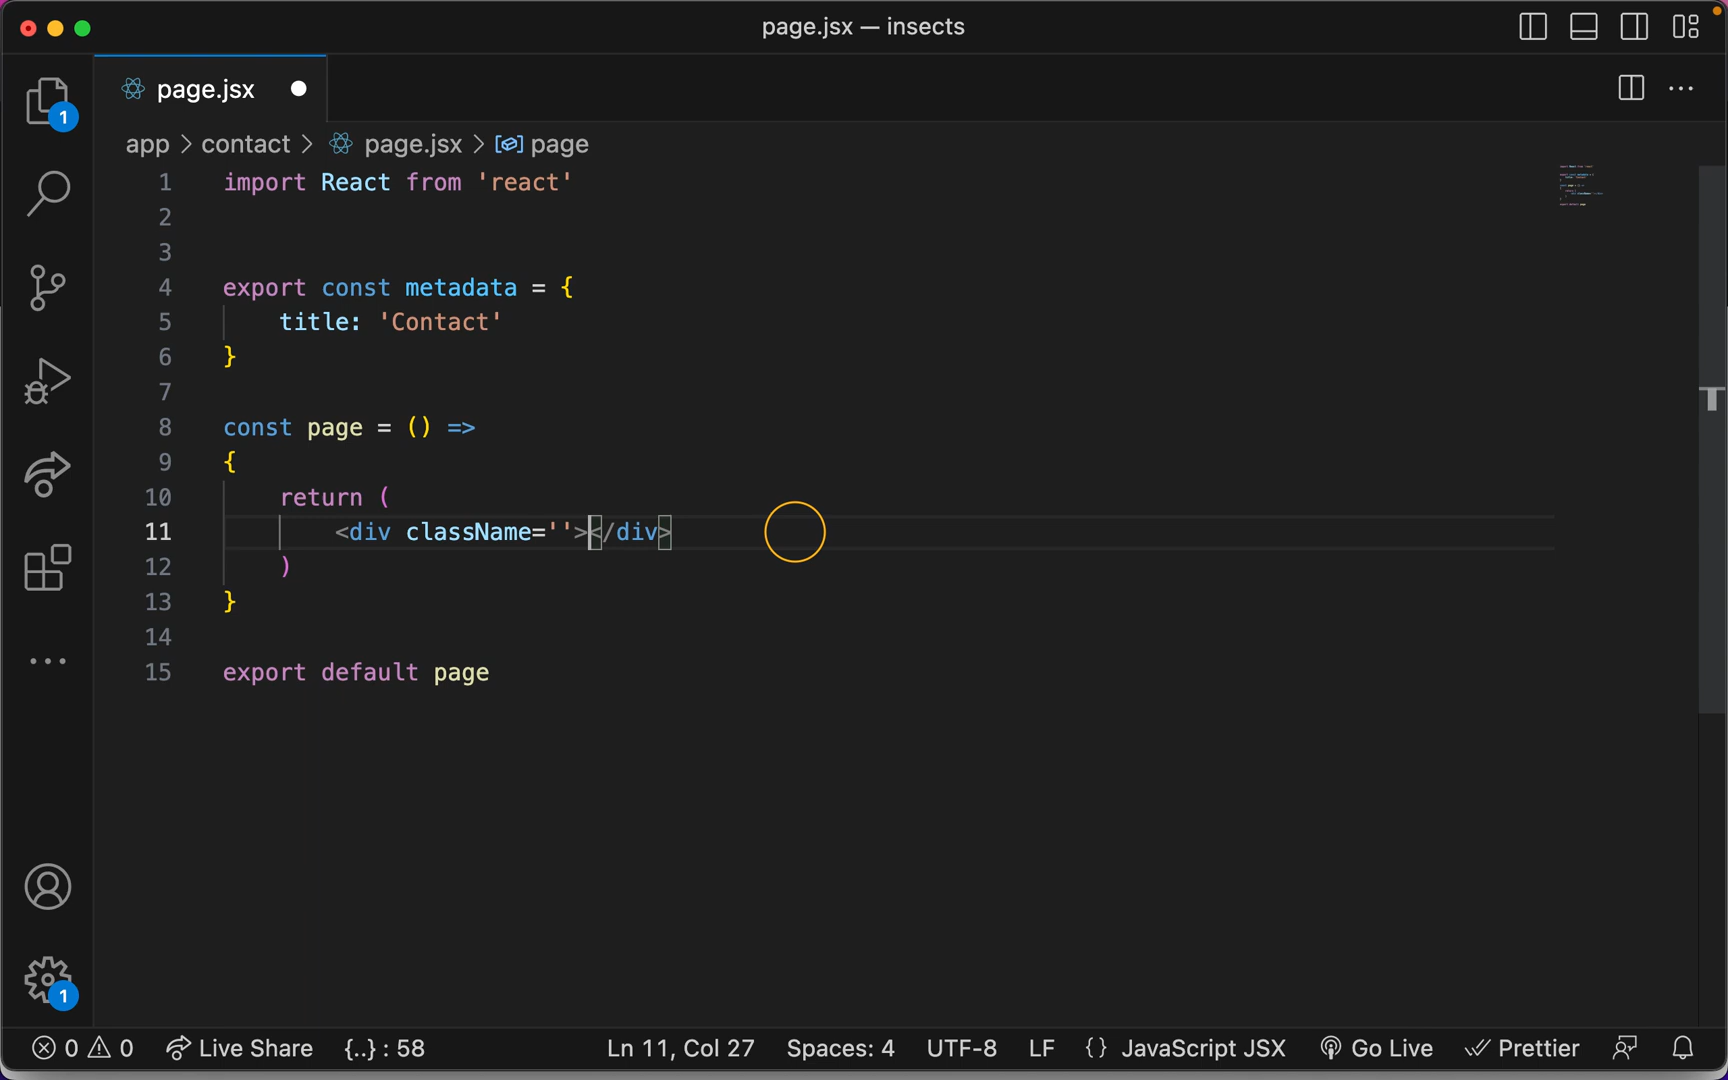 page.jsx — insects
page.jsx
app > contact > page.jsx > page
1 import React from 'react'
2
3
4 export const metadata = {
5 title: 'Contact'
6 }
7
8 const page = () =>
9 {
10 return (
11 <div className=''></div>
12 )
13 }
14
15 export default page
1
1
0 0 Live Share {..} : 58 Ln 11, Col 27 Spaces: 4 UTF-8 LF {} JavaScript JSX Go Live Prettier